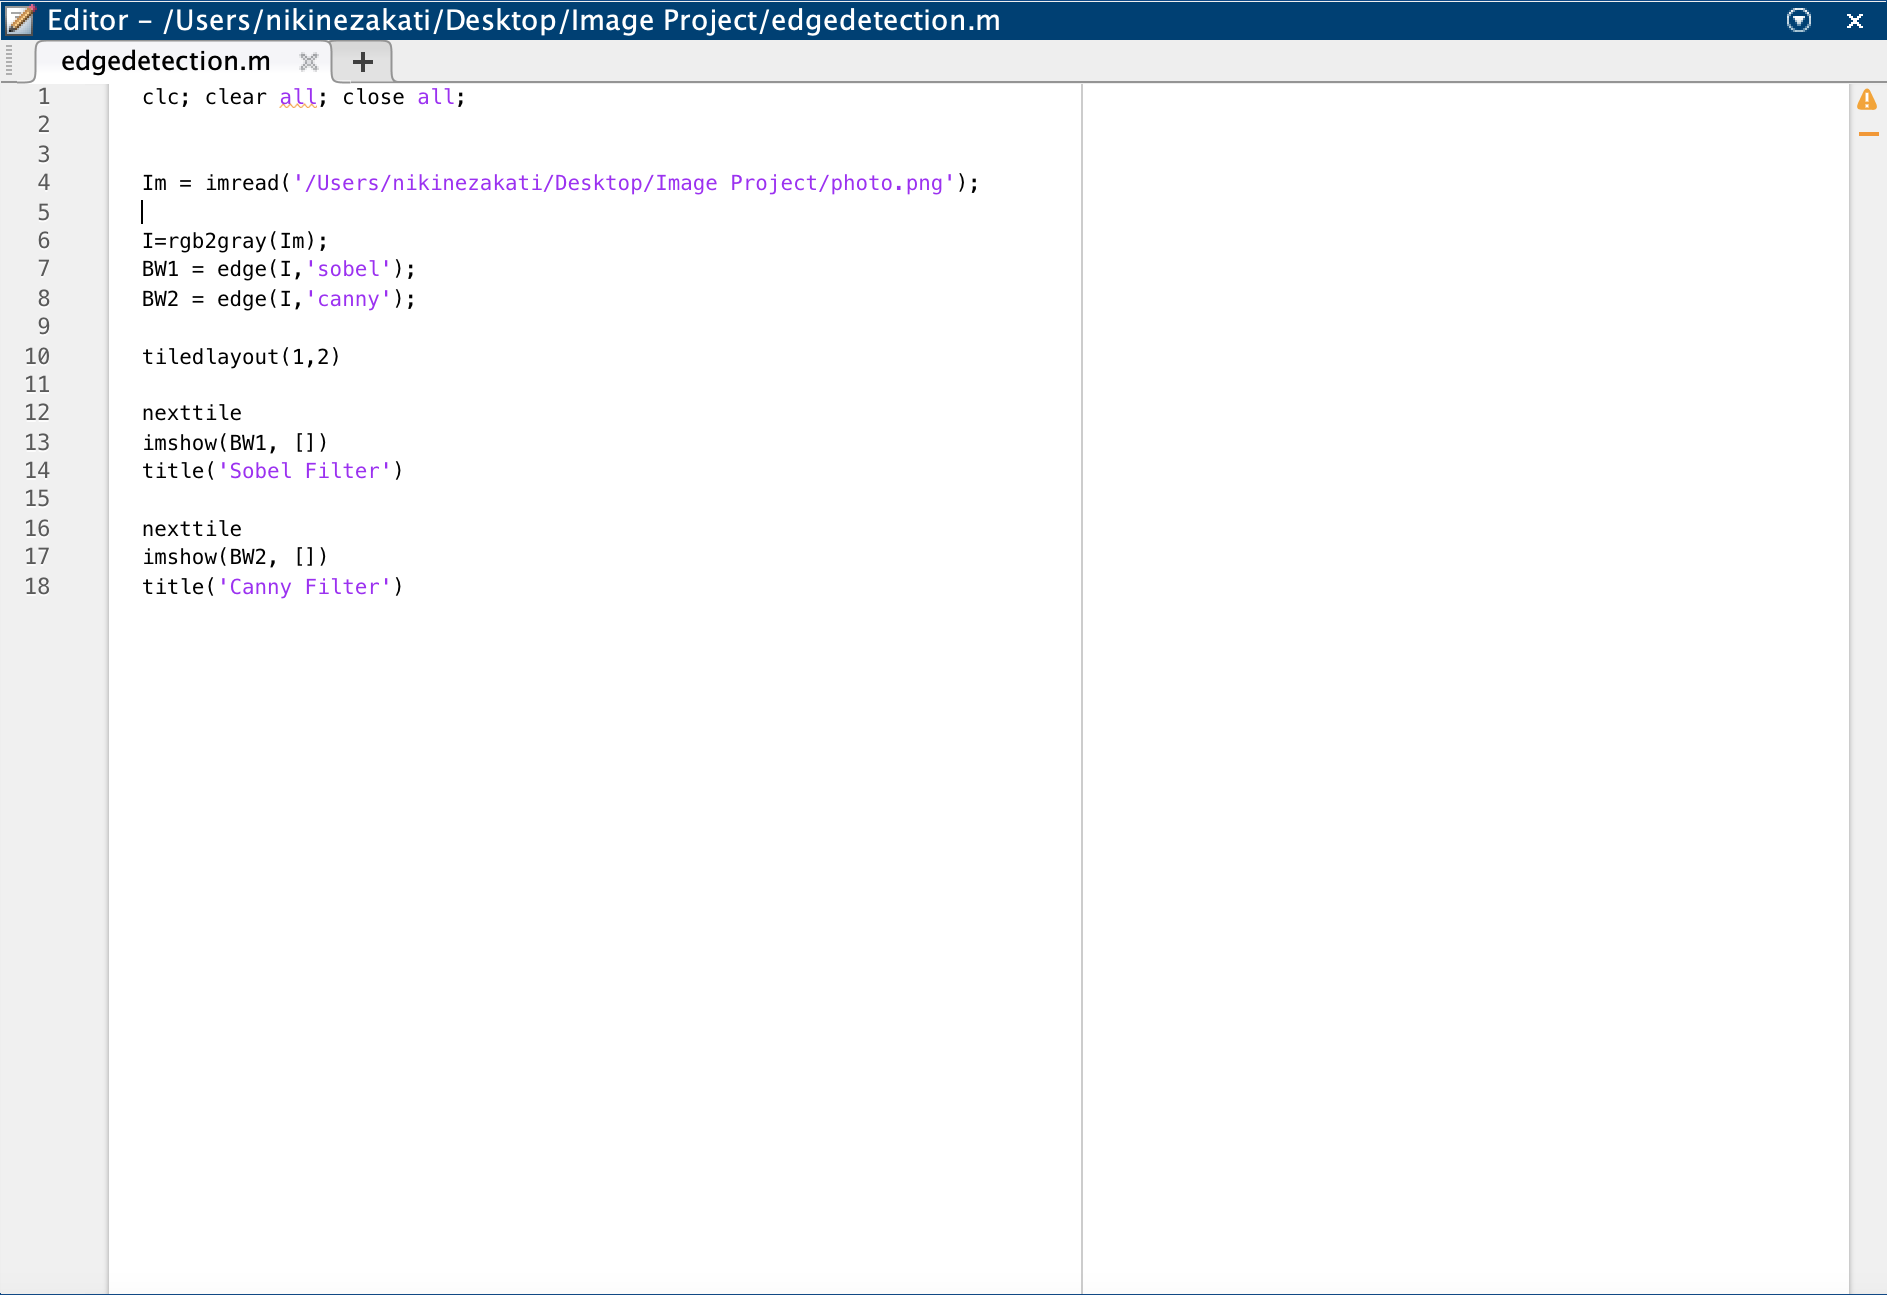 Editor – /Users/nikinezakati/Desktop/Image Project/edgedetection.m
edgedetection.m
1 clc; clear all; close all;
2
3
4 Im = imread('/Users/nikinezakati/Desktop/Image Project/photo.png');
5
6 I=rgb2gray(Im);
7 BW1 = edge(I,'sobel');
8 BW2 = edge(I,'canny');
9
10 tiledlayout(1,2)
11
12 nexttile
13 imshow(BW1, [])
14 title('Sobel Filter')
15
16 nexttile
17 imshow(BW2, [])
18 title('Canny Filter')